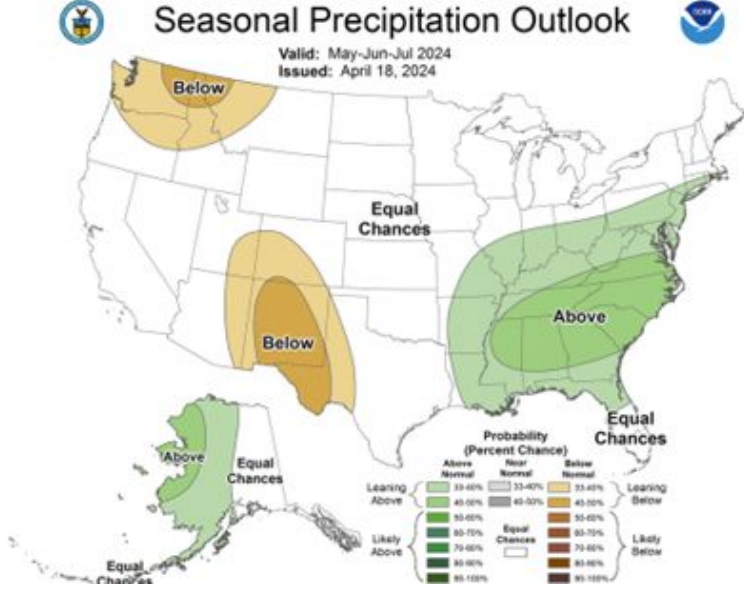 Seasonal Precipitation Outlook
Valid: May-Jun-Jul 2024
Issued: April 18, 2024
Below
Equal
Chances
Below
Above
Above
Equal
Chances
Equal
Chances
Equal
Chances
Probability
(Percent Chance)
Above
Normal
Near
Normal
Below
Normal
Leaning
Above
33-40%
40-50%
33-40%
40-50%
33-40%
40-50%
Leaning
Below
Likely
Above
50-60%
60-70%
70-80%
80-90%
90-100%
Equal
Chances
50-60%
60-70%
70-80%
80-90%
90-100%
Likely
Below